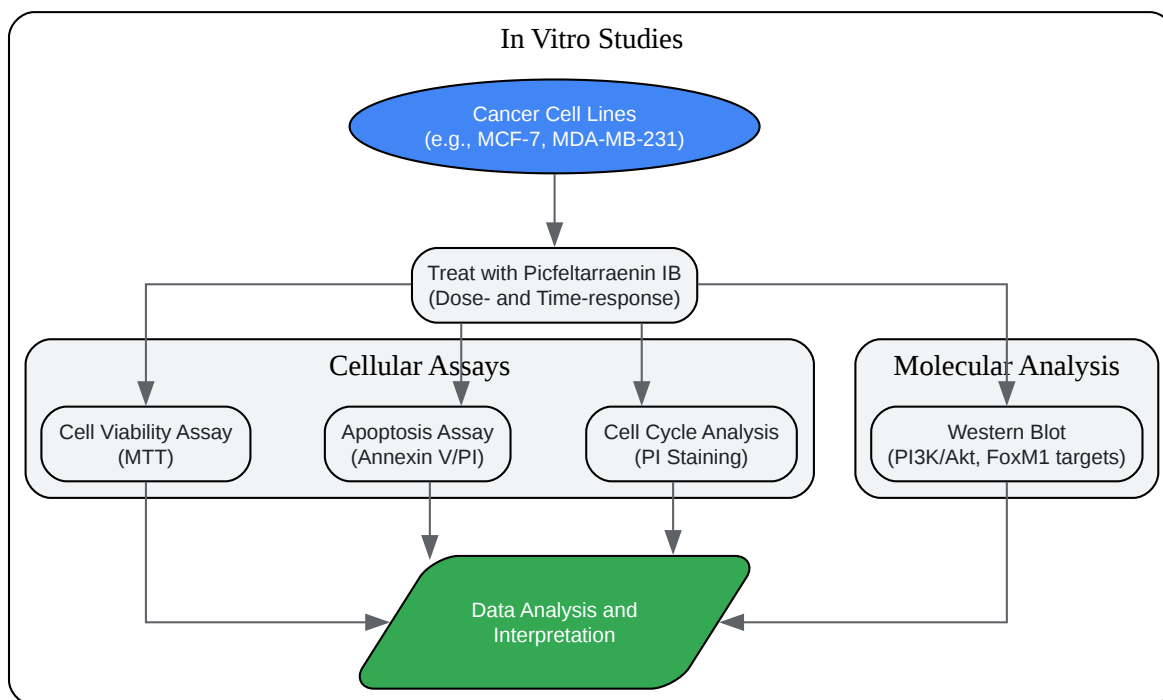 In Vitro Studies
Cancer Cell Lines
(e.g., MCF-7, MDA-MB-231)
Treat with Picfeltarraenin IB
(Dose- and Time-response)
Cellular Assays
Cell Viability Assay
(MTT)
Apoptosis Assay
(Annexin V/PI)
Cell Cycle Analysis
(PI Staining)
Molecular Analysis
Western Blot
(PI3K/Akt, FoxM1 targets)
Data Analysis and
Interpretation